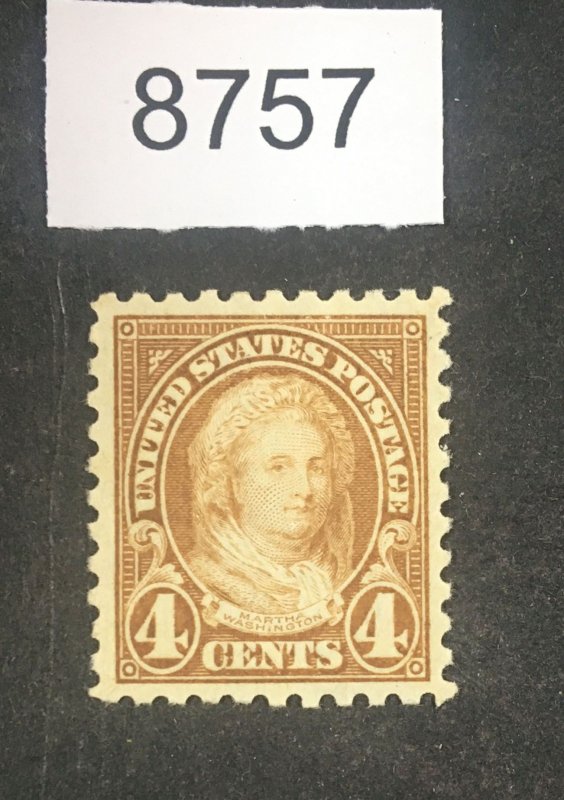 8757
UNITED STATES POSTAGE
MARTHA
WASHINGTON
4 CENTS 4